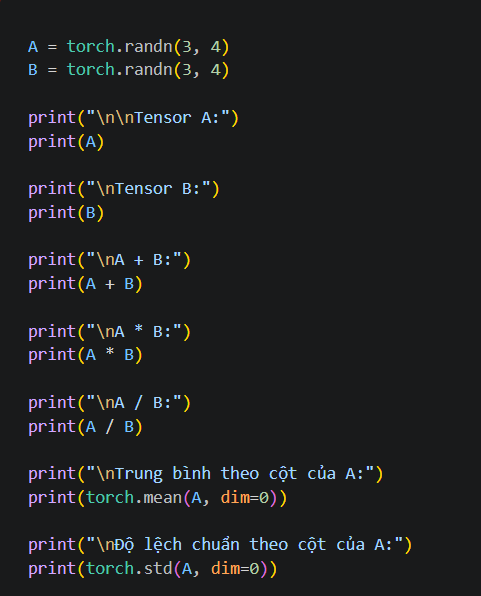 A = torch.randn(3, 4)
B = torch.randn(3, 4)
print("\n\nTensor A:")
print(A)
print("\nTensor B:")
print(B)
print("\nA + B:")
print(A + B)
print("\nA * B:")
print(A * B)
print("\nA / B:")
print(A / B)
print("\nTrung bình theo cột của A:")
print(torch.mean(A, dim=0))
print("\nĐộ lệch chuẩn theo cột của A:")
print(torch.std(A, dim=0))